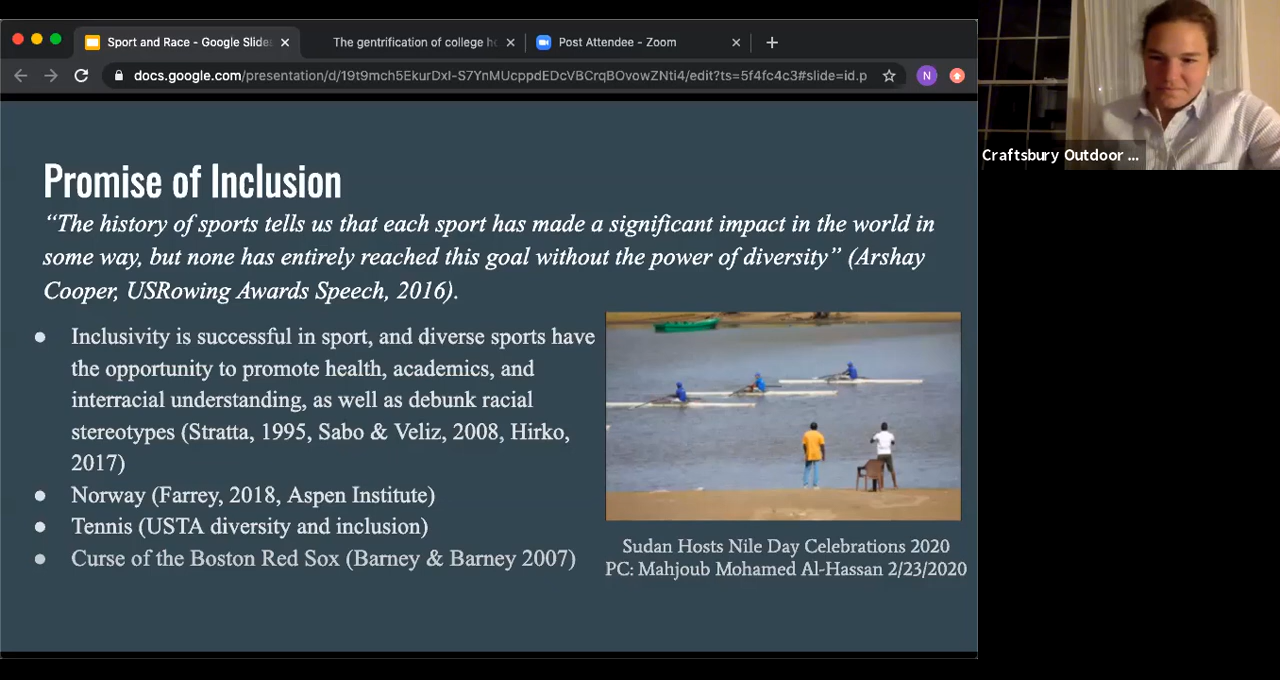 Sport and Race - Google Slides
The gentrification of college h
Post Attendee - Zoom
docs.google.com/presentation/d/19t9mch5EkurDxI-S7YnMUcppdEDcVBCrqBOvowZNti4/edit?ts=5f4fc4c3#slide=id.p
N
Craftsbury Outdoor ...
Promise of Inclusion
“The history of sports tells us that each sport has made a significant impact in the world in
some way, but none has entirely reached this goal without the power of diversity” (Arshay
Cooper, USRowing Awards Speech, 2016).
● Inclusivity is successful in sport, and diverse sports have
the opportunity to promote health, academics, and
interracial understanding, as well as debunk racial
stereotypes (Stratta, 1995, Sabo & Veliz, 2008, Hirko,
2017)
● Norway (Farrey, 2018, Aspen Institute)
● Tennis (USTA diversity and inclusion)
● Curse of the Boston Red Sox (Barney & Barney 2007)
Sudan Hosts Nile Day Celebrations 2020
PC: Mahjoub Mohamed Al-Hassan 2/23/2020